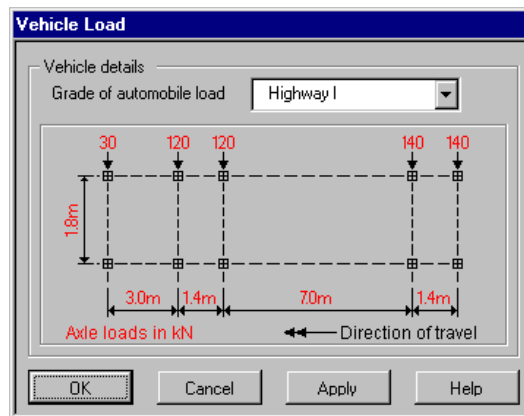 Vehicle Load
Vehicle details
Grade of automobile load Highway I
30 120 120 140 140
1.8m
3.0m 1.4m 7.0m 1.4m
Axle loads in kN Direction of travel
OK Cancel Apply Help